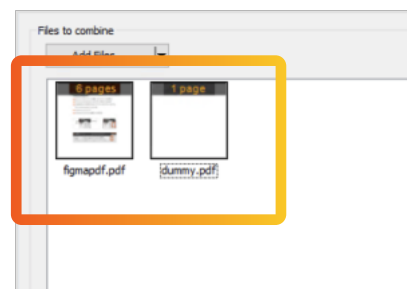 Files to combine
Add Files
6 pages
1 page
figmapdf.pdf
dummy.pdf